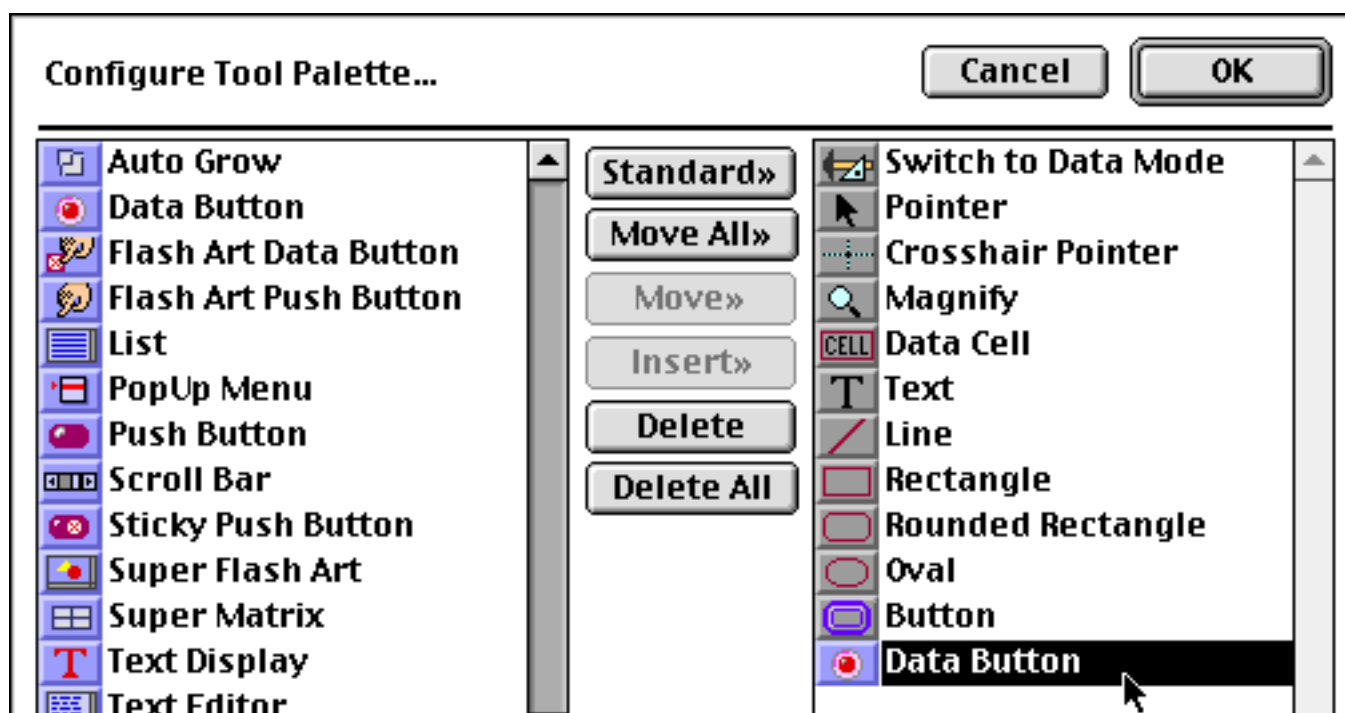 Configure Tool Palette...
Cancel
OK
Auto Grow
Data Button
Flash Art Data Button
Flash Art Push Button
List
PopUp Menu
Push Button
Scroll Bar
Sticky Push Button
Super Flash Art
Super Matrix
T Text Display
Text Editor
Standard»
Move All»
Move»
Insert»
Delete
Delete All
Switch to Data Mode
Pointer
Crosshair Pointer
Magnify
CELL Data Cell
T Text
Line
Rectangle
Rounded Rectangle
Oval
Button
Data Button